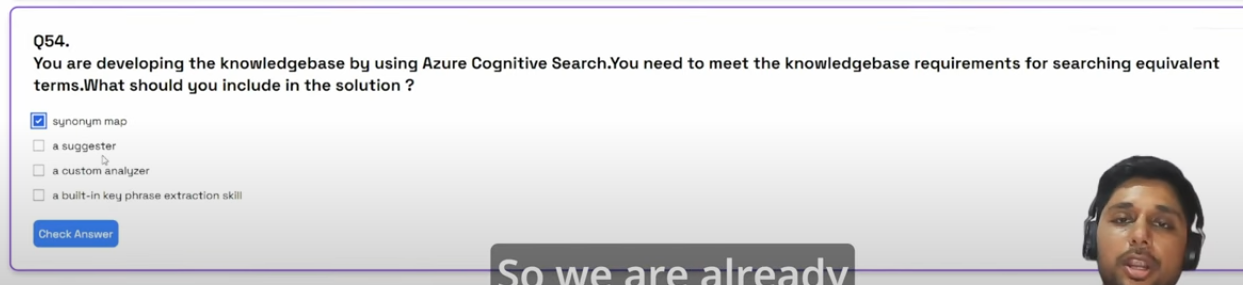 Q54.
You are developing the knowledgebase by using Azure Cognitive Search.You need to meet the knowledgebase requirements for searching equivalent
terms.What should you include in the solution ?
synonym map
a suggester
a custom analyzer
a built-in key phrase extraction skill
Check Answer
So we are already